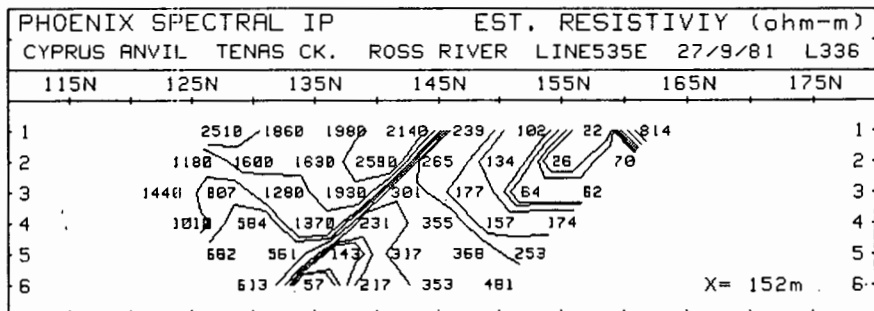 PHOENIX SPECTRAL IP EST. RESISTIVIY (ohm-m)
CYPRUS ANVIL TENAS CK. ROSS RIVER LINE535E 27/9/81 L336
115N 125N 135N 145N 155N 165N 175N
1 2510 1860 1980 2140 239 102 22 814 1
2 1180 1600 1630 2590 265 134 26 70 2
3 1440 807 1280 1930 301 177 64 62 3
4 1010 584 1370 231 355 157 174 4
5 682 561 143 317 368 253 5
6 613 57 217 353 481 X= 152m 6